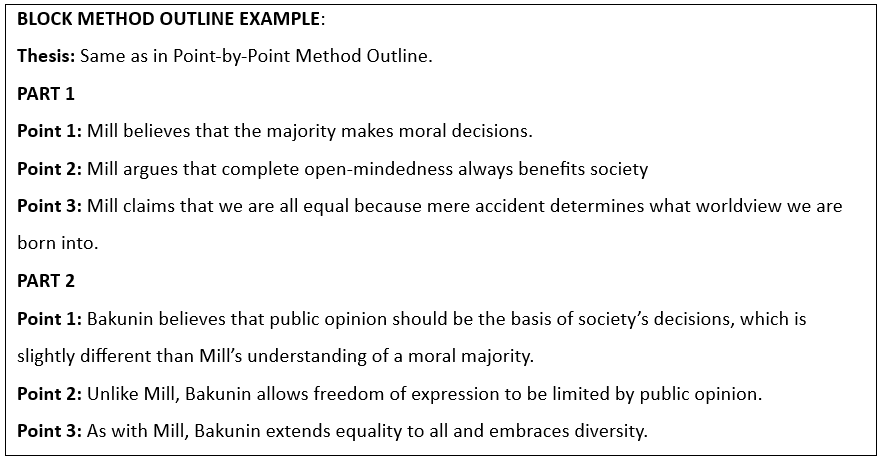 BLOCK METHOD OUTLINE EXAMPLE:
Thesis: Same as in Point-by-Point Method Outline.
PART 1
Point 1: Mill believes that the majority makes moral decisions.
Point 2: Mill argues that complete open-mindedness always benefits society
Point 3: Mill claims that we are all equal because mere accident determines what worldview we are
born into.
PART 2
Point 1: Bakunin believes that public opinion should be the basis of society’s decisions, which is
slightly different than Mill’s understanding of a moral majority.
Point 2: Unlike Mill, Bakunin allows freedom of expression to be limited by public opinion.
Point 3: As with Mill, Bakunin extends equality to all and embraces diversity.